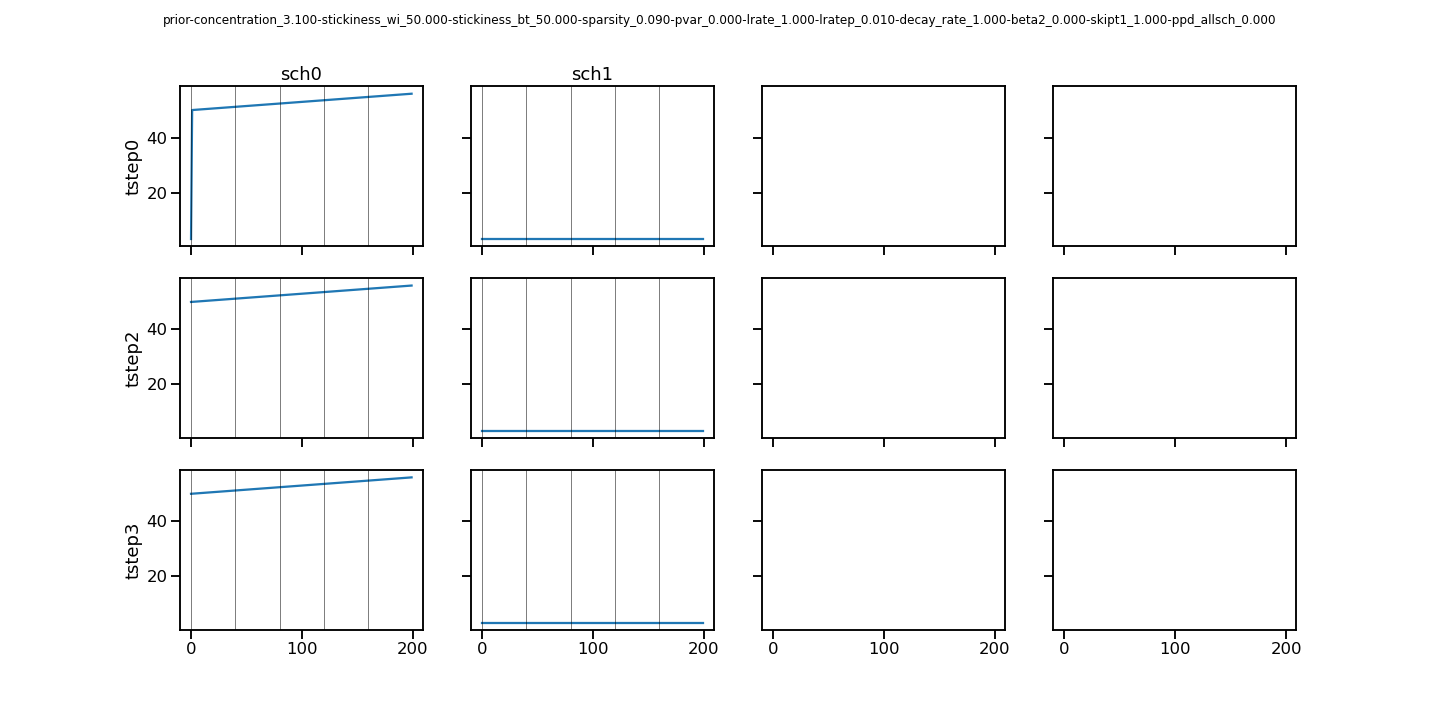 prior-concentration_3.100-stickiness_wi_50.000-stickiness_bt_50.000-sparsity_0.090-pvar_0.000-lrate_1.000-lratep_0.010-decay_rate_1.000-beta2_0.000-skipt1_1.000-ppd_allsch_0.000
sch0 sch1
tstep0
40
20
tstep2
40
20
tstep3
40
20
0 100 200 0 100 200 0 100 200 0 100 200